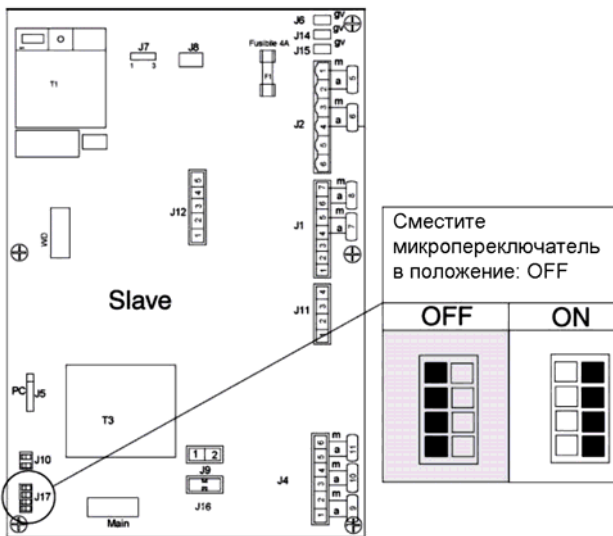 J6
gv
J14
gv
J15
gv
J7
1 3
J8
Fusible 4A
F1
T1
J2
1 2 3 4 5 6
m
a
5
m
a
6
J12
1 2 3 4 5
WD
J1
7 6 5 4 3 2 1
m
a
8
m
a
7
Slave
J11
4 3 2 1
PC
J5
T3
J10
J17
Main
1 2
J9
J16
J4
6 5 4 3 2 1
m
a
11
m
a
10
m
a
9
Сместите
микропереключатель
в положение: OFF
OFF ON